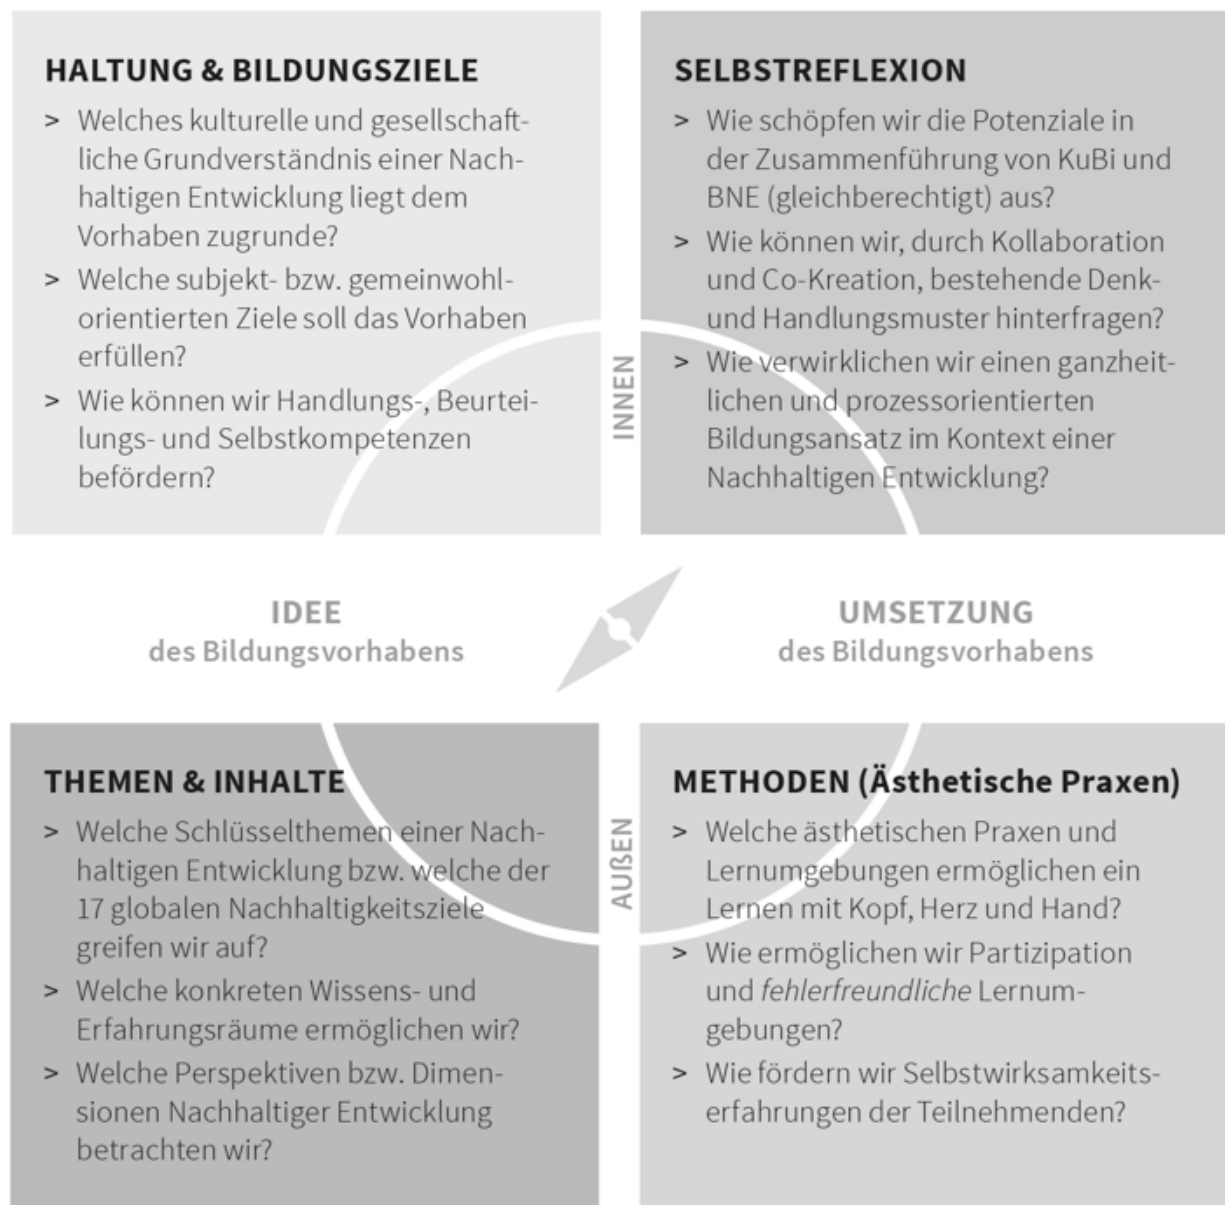 HALTUNG & BILDUNGSZIELE
> Welches kulturelle und gesellschaft-
liche Grundverständnis einer Nach-
haltigen Entwicklung liegt dem
Vorhaben zugrunde?
> Welche subjekt- bzw. gemeinwohl-
orientierten Ziele soll das Vorhaben
erfüllen?
> Wie können wir Handlungs-, Beurtei-
lungs- und Selbstkompetenzen
befördern?
INNEN
SELBSTREFLEXION
> Wie schöpfen wir die Potenziale in
der Zusammenführung von KuBi und
BNE (gleichberechtigt) aus?
> Wie können wir, durch Kollaboration
und Co-Kreation, bestehende Denk-
und Handlungsmuster hinterfragen?
> Wie verwirklichen wir einen ganzheit-
lichen und prozessorientierten
Bildungsansatz im Kontext einer
Nachhaltigen Entwicklung?
IDEE
des Bildungsvorhabens
UMSETZUNG
des Bildungsvorhabens
THEMEN & INHALTE
> Welche Schlüsselthemen einer Nach-
haltigen Entwicklung bzw. welche der
17 globalen Nachhaltigkeitsziele
greifen wir auf?
> Welche konkreten Wissens- und
Erfahrungsräume ermöglichen wir?
> Welche Perspektiven bzw. Dimen-
sionen Nachhaltiger Entwicklung
betrachten wir?
AUßEN
METHODEN (Ästhetische Praxen)
> Welche ästhetischen Praxen und
Lernumgebungen ermöglichen ein
Lernen mit Kopf, Herz und Hand?
> Wie ermöglichen wir Partizipation
und fehlerfreundliche Lernum-
gebungen?
> Wie fördern wir Selbstwirksamkeits-
erfahrungen der Teilnehmenden?